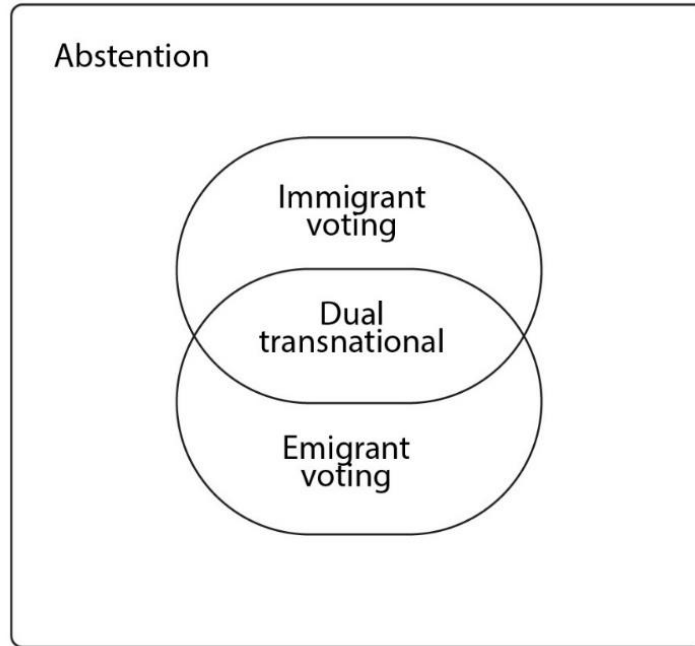 Abstention
Immigrant
voting
Dual
transnational
Emigrant
voting